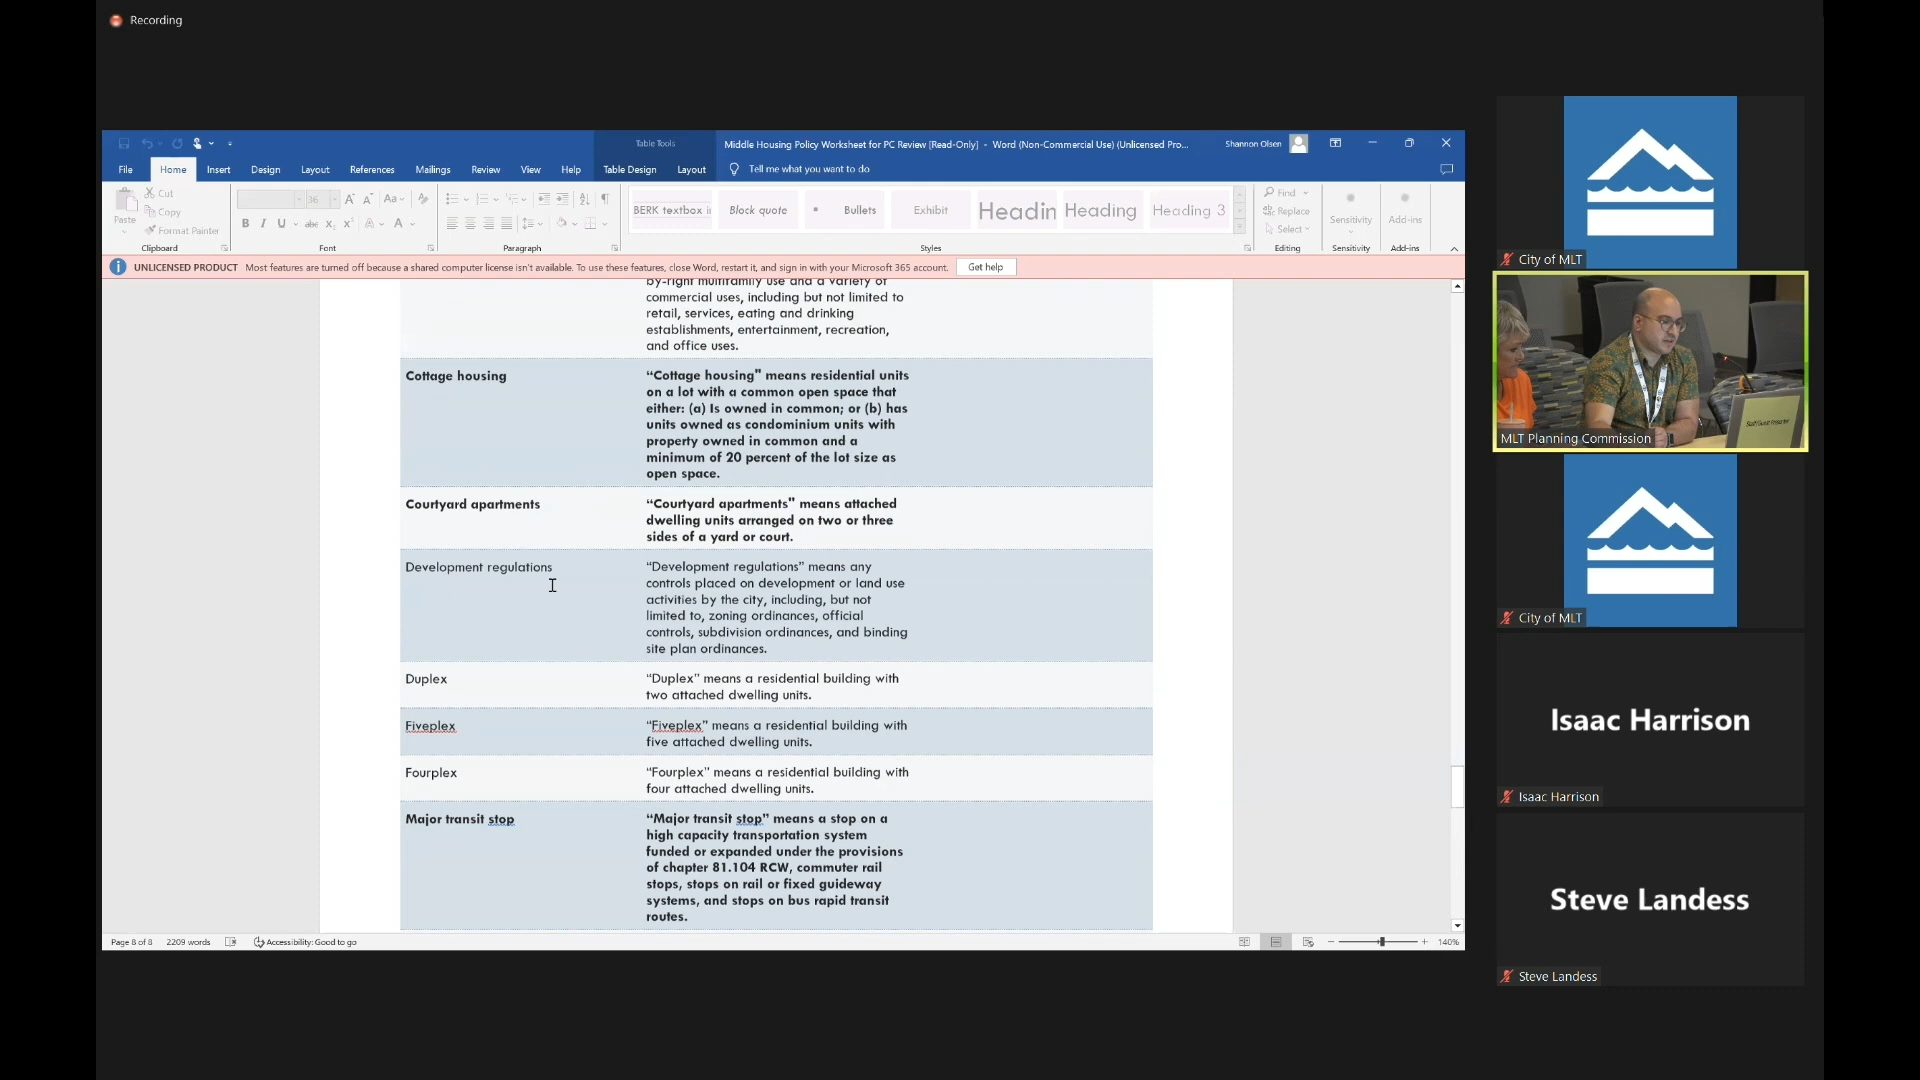 Recording
Table Tools
Middle Housing Policy Worksheet for PC Review [Read-Only] - Word (Non-Commercial Use) (Unlicensed Pro...
Shannon Olsen
File Home Insert Draw Design Layout References Mailings Review View Help Table Design Layout Tell me what you want to do
Paste
Cut
Copy
Format Painter
Clipboard
36
Font
Paragraph
BERK textbox
Block quote
Bullets
Exhibit
Headin
Heading
Heading 3
Styles
Find
Replace
Select
Editing
Sensitivity
Sensitivity
Add-ins
Add-ins
UNLICENSED PRODUCT Most features are turned off because a shared computer license isn't available. To use these features, close Word, restart it, and sign in with your Microsoft 365 account. Get help
by-right multifamily use and a variety of
commercial uses, including but not limited to
retail, services, eating and drinking
establishments, entertainment, recreation,
and office uses.
Cottage housing
“Cottage housing" means residential units
on a lot with a common open space that
either: (a) Is owned in common; or (b) has
units owned as condominium units with
property owned in common and a
minimum of 20 percent of the lot size as
open space.
Courtyard apartments
“Courtyard apartments" means attached
dwelling units arranged on two or three
sides of a yard or court.
Development regulations
“Development regulations” means any
controls placed on development or land use
activities by the city, including, but not
limited to, zoning ordinances, official
controls, subdivision ordinances, and binding
site plan ordinances.
Duplex
“Duplex” means a residential building with
two attached dwelling units.
Fiveplex
“Fiveplex” means a residential building with
five attached dwelling units.
Fourplex
“Fourplex” means a residential building with
four attached dwelling units.
Major transit stop
“Major transit stop” means a stop on a
high capacity transportation system
funded or expanded under the provisions
of chapter 81.104 RCW, commuter rail
stops, stops on rail or fixed guideway
systems, and stops on bus rapid transit
routes.
Page 8 of 8 2209 words Accessibility: Good to go 140%
City of MLT
MLT Planning Commission
City of MLT
Isaac Harrison
Isaac Harrison
Steve Landess
Steve Landess